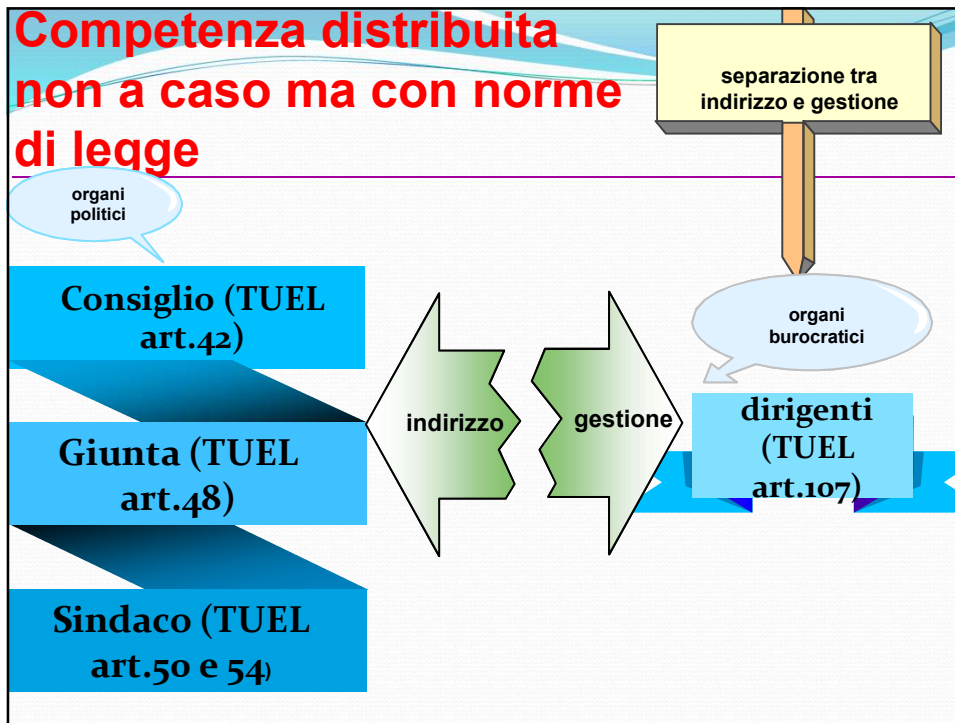 Competenza distribuita
non a caso ma con norme
di legge
separazione tra
indirizzo e gestione
organi
politici
Consiglio (TUEL
art.42)
Giunta (TUEL
art.48)
Sindaco (TUEL
art.50 e 54)
indirizzo
gestione
organi
burocratici
dirigenti
(TUEL
art.107)